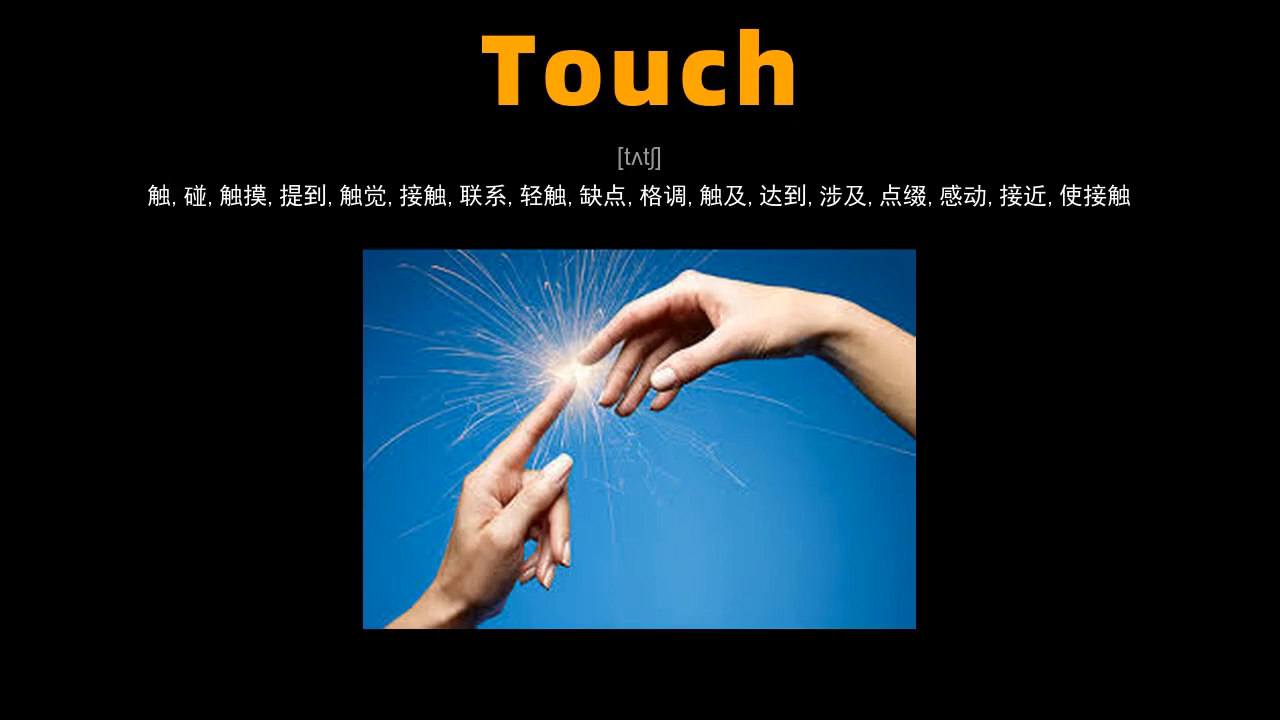 Touch
[tʌtʃ]
触, 碰, 触摸, 提到, 触觉, 接触, 联系, 轻触, 缺点, 格调, 触及, 达到, 涉及, 点缀, 感动, 接近, 使接触